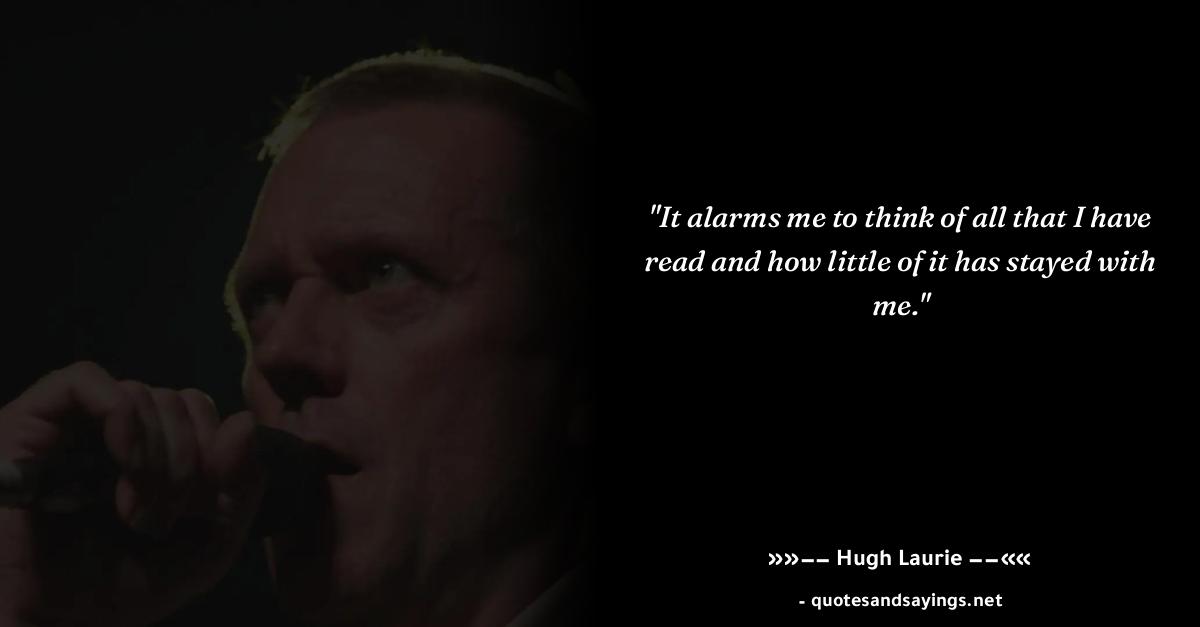 "It alarms me to think of all that I have
read and how little of it has stayed with
me."
»»–– Hugh Laurie ––««
- quotesandsayings.net